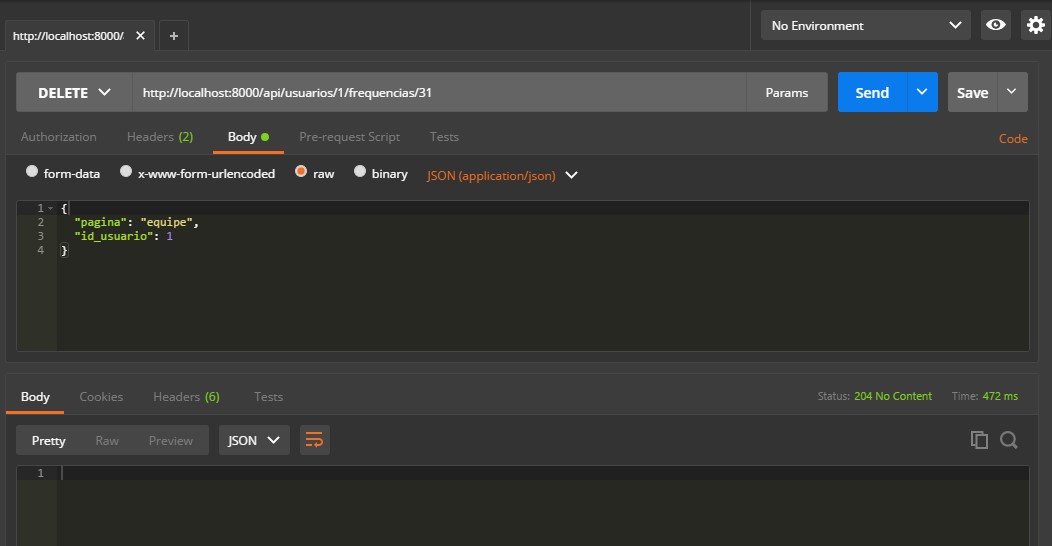 http://localhost:8000/ ✕ +
No Environment
DELETE http://localhost:8000/api/usuarios/1/frequencias/31 Params Send Save
Authorization Headers (2) Body Pre-request Script Tests Code
form-data x-www-form-urlencoded raw binary JSON (application/json)
1 {
2 "pagina": "equipe",
3 "id_usuario": 1
4 }
Body Cookies Headers (6) Tests Status: 204 No Content Time: 472 ms
Pretty Raw Preview JSON
1